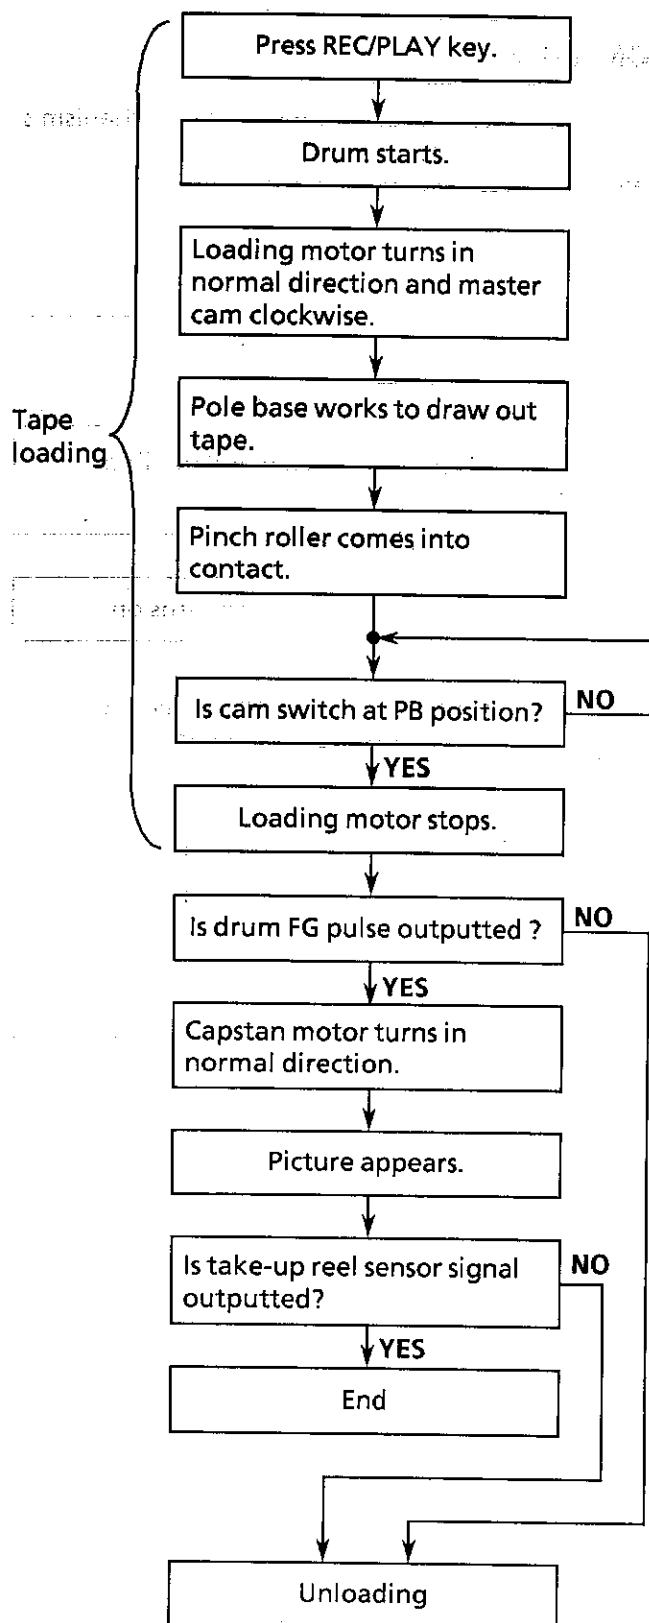 Press REC/PLAY key.
Drum starts.
Loading motor turns in
normal direction and master
cam clockwise.
Pole base works to draw out
tape.
Tape
loading
Pinch roller comes into
contact.
Is cam switch at PB position?
NO
YES
Loading motor stops.
Is drum FG pulse outputted ?
NO
YES
Capstan motor turns in
normal direction.
Picture appears.
Is take-up reel sensor signal
outputted?
NO
YES
End
Unloading